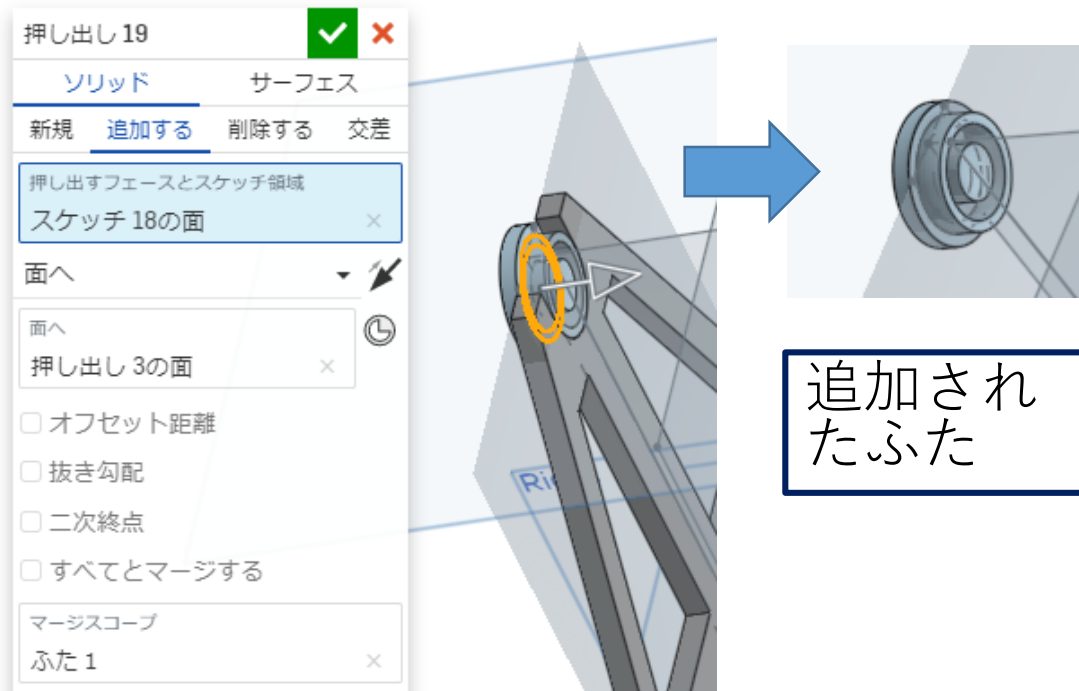 押し出し 19
ソリッド
サーフェス
新規
追加する
削除する
交差
押し出すフェースとスケッチ領域
スケッチ 18の面
面へ
面へ
押し出し 3の面
オフセット距離
抜き勾配
二次終点
すべてとマージする
マージスコープ
ふた 1
追加され
たふた